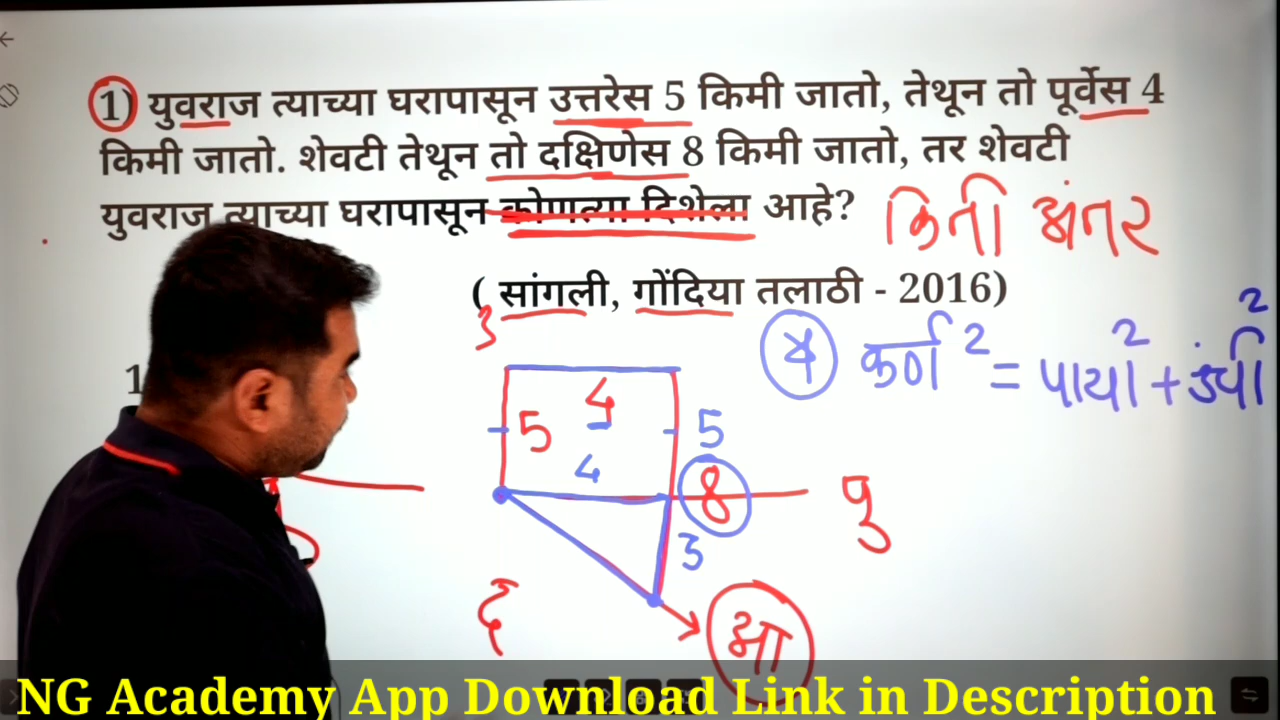 1) युवराज त्याच्या घरापासून उत्तरेस 5 किमी जातो, तेथून तो पूर्वेस 4
किमी जातो. शेवटी तेथून तो दक्षिणेस 8 किमी जातो, तर शेवटी
युवराज त्याच्या घरापासून कोणत्या दिशेला आहे?
किती अंतर
( सांगली, गोंदिया तलाठी - 2016)
उ
कर्ण² = पाया² + उंची²
1
4
5
5
4
8
पु
3
द
आ
NG Academy App Download Link in Description